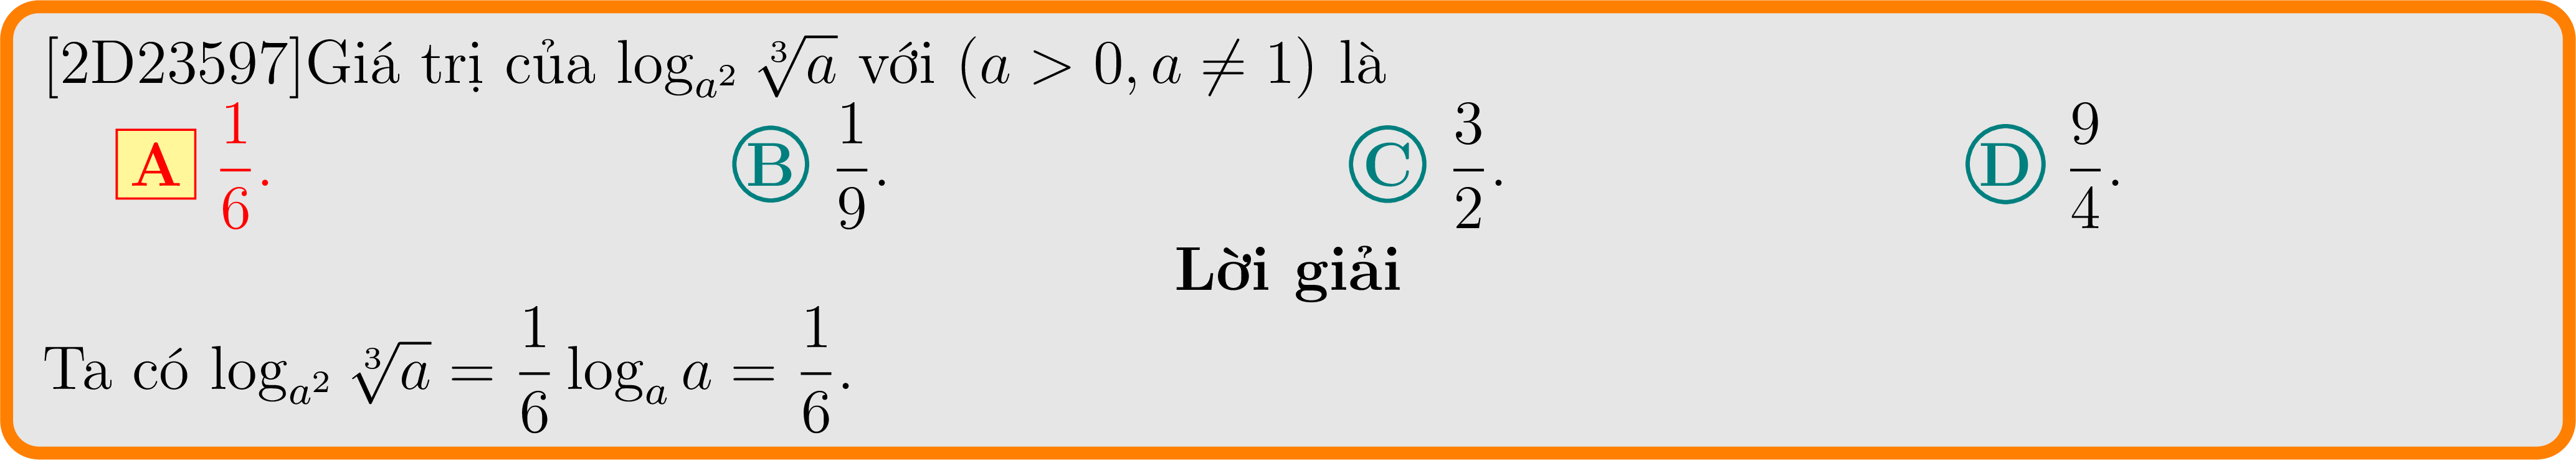 [2D23597]Giá trị của $\log_{a^2} \sqrt[3]{a}$ với $(a > 0, a \neq 1)$ là
A $\frac{1}{6}$. B $\frac{1}{9}$. C $\frac{3}{2}$. D $\frac{9}{4}$.
Lời giải
Ta có $\log_{a^2} \sqrt[3]{a} = \frac{1}{6} \log_a a = \frac{1}{6}$.